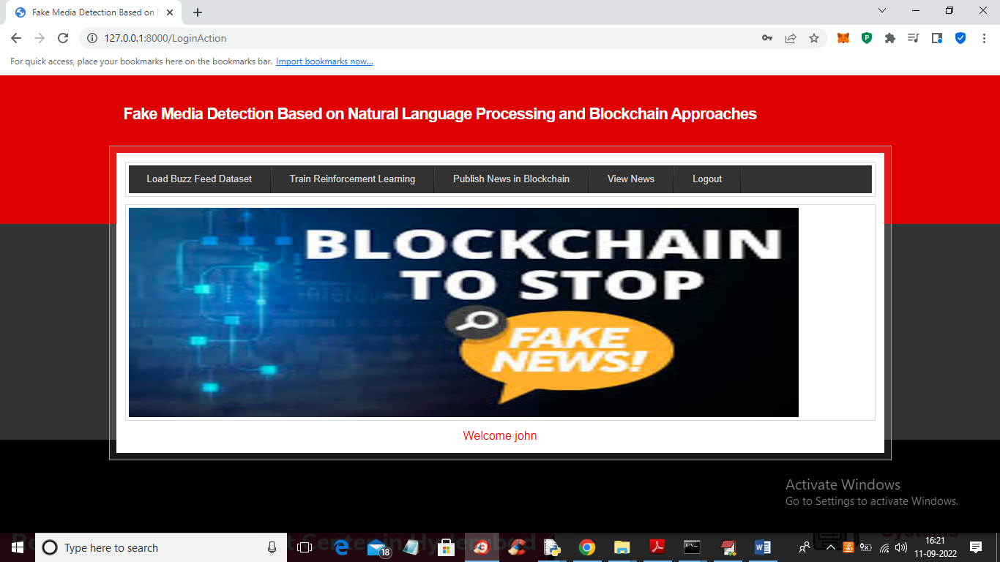 Fake Media Detection Based on N
127.0.0.1:8000/LoginAction
For quick access, place your bookmarks here on the bookmarks bar. Import bookmarks now...
Fake Media Detection Based on Natural Language Processing and Blockchain Approaches
Load Buzz Feed Dataset Train Reinforcement Learning Publish News in Blockchain View News Logout
BLOCKCHAIN
TO STOP
FAKE
NEWS!
Welcome john
Activate Windows
Go to Settings to activate Windows.
Type here to search
18
16:21
11-09-2022